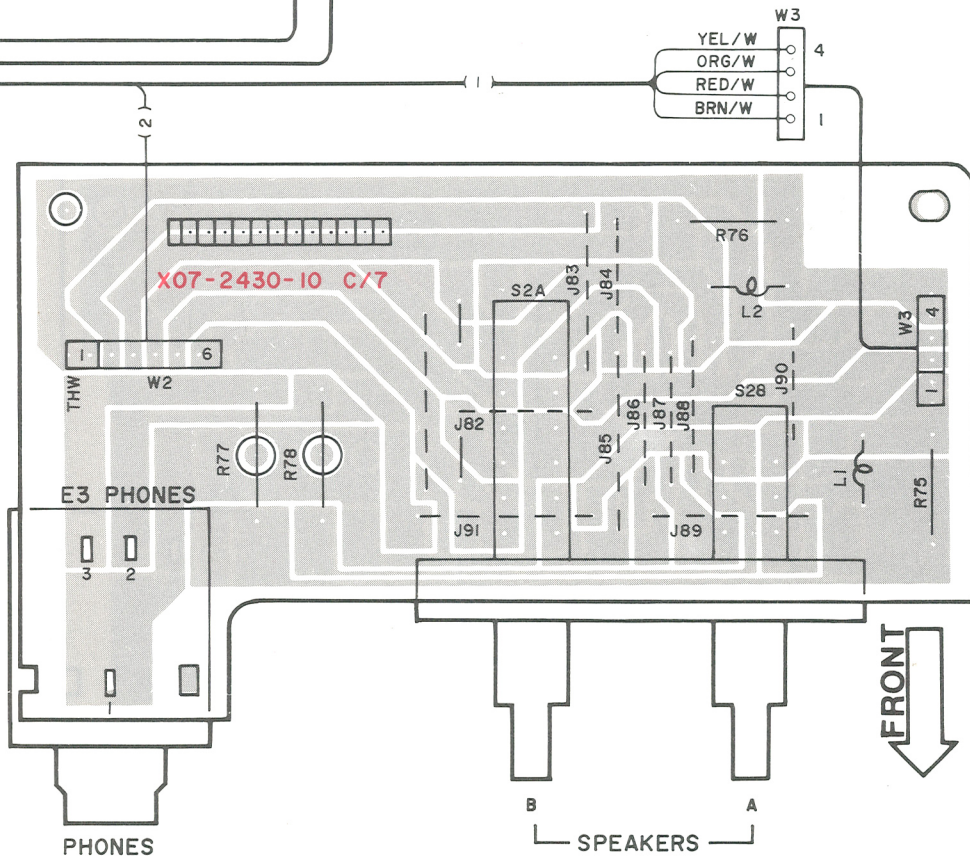 W3
YEL/W
ORG/W
RED/W
BRN/W
4
1
(1)
(2)
X07-2430-10 C/7
R76
J83
J84
S2A
L2
W3
4
1
1
6
W2
THW
J90
S28
J86
J87
J88
J82
J85
R77
R78
L1
R75
E3 PHONES
J91
J89
3
2
1
FRONT
B
A
SPEAKERS
PHONES